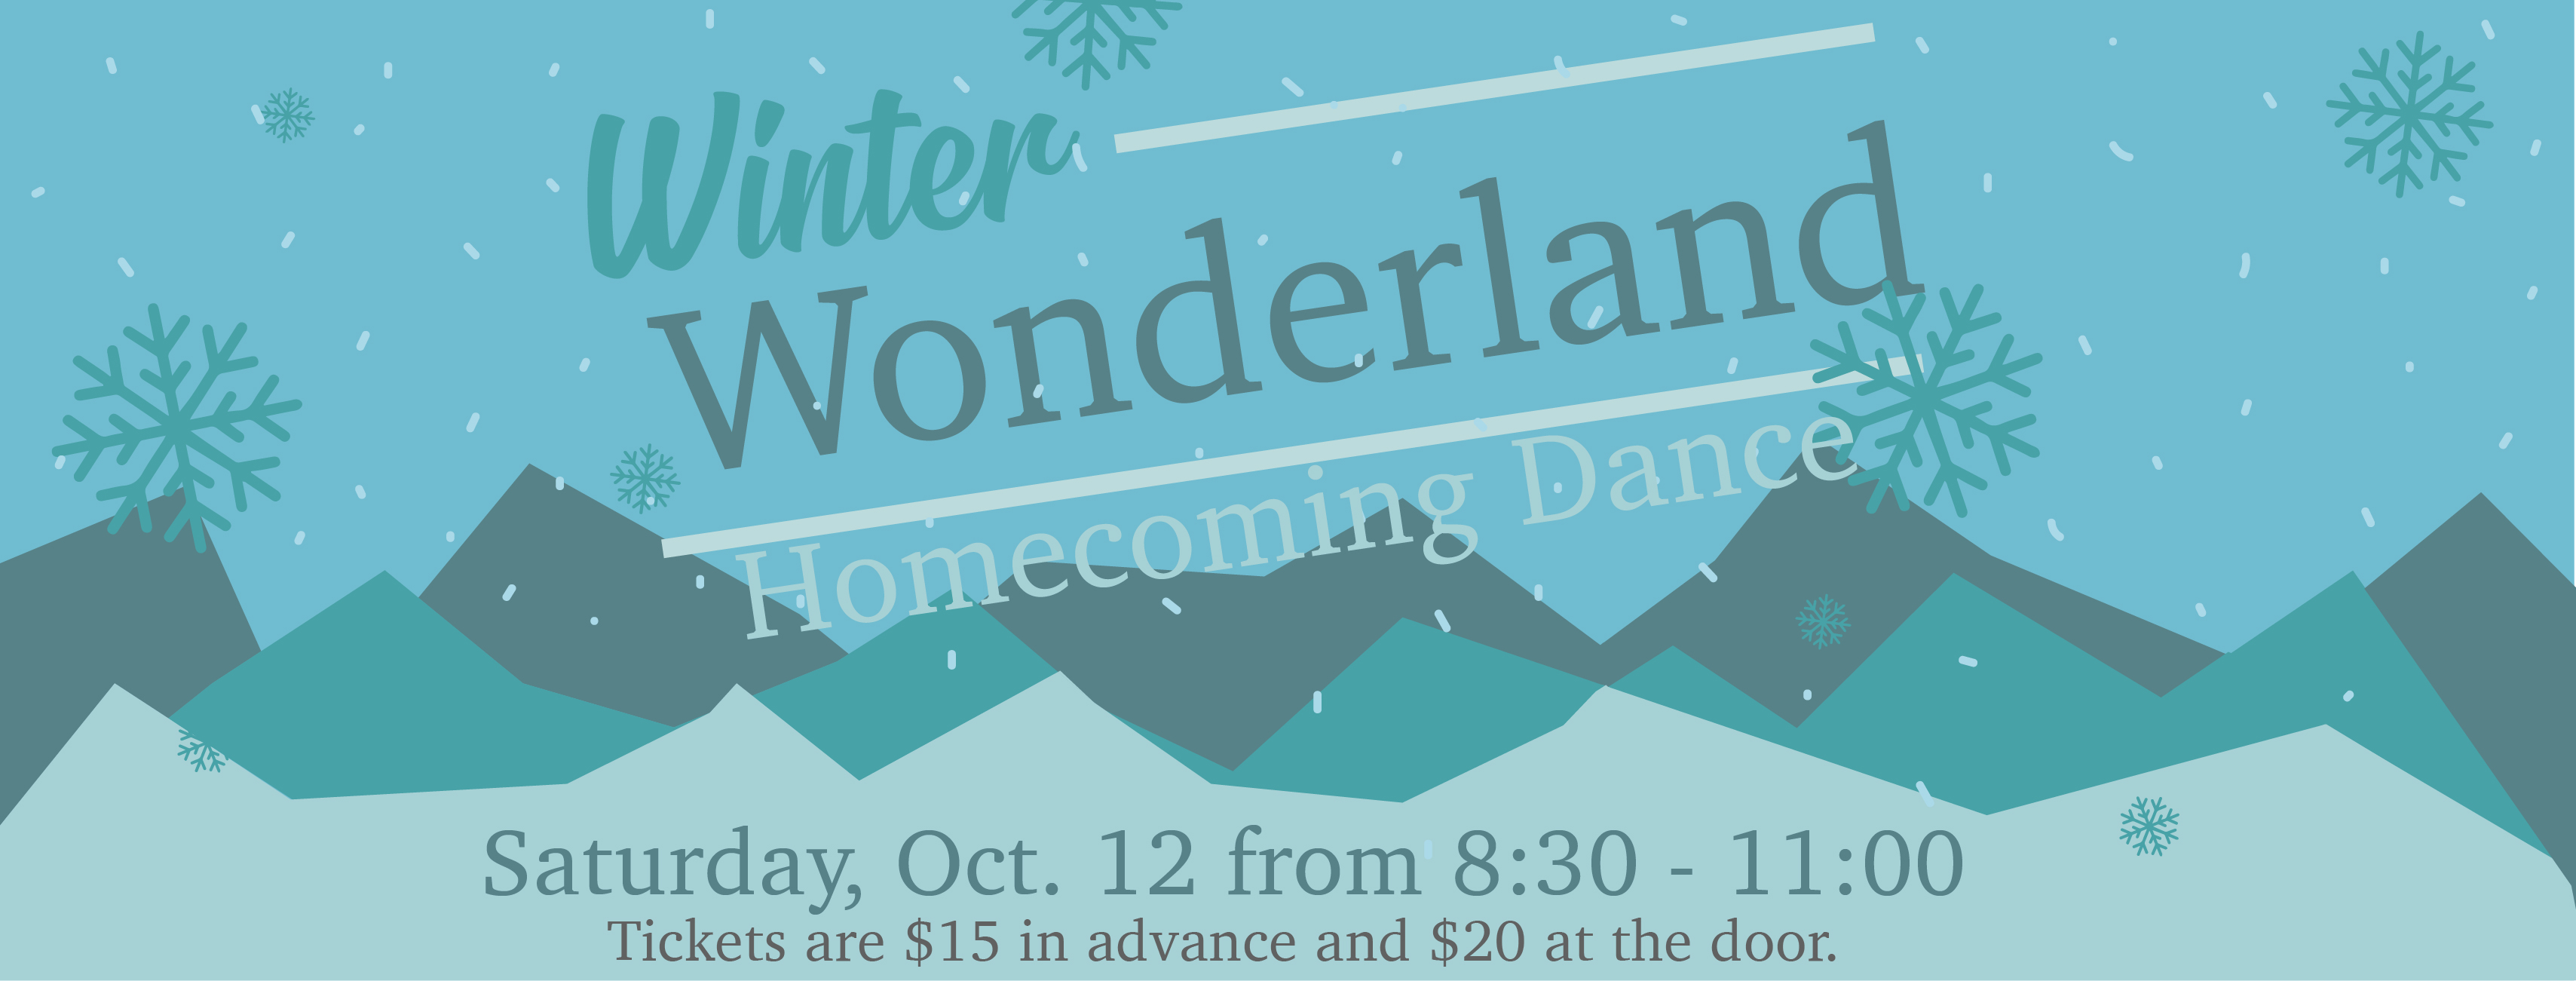 Winter
Wonderland
Homecoming Dance
Saturday, Oct. 12 from 8:30 - 11:00
Tickets are $15 in advance and $20 at the door.